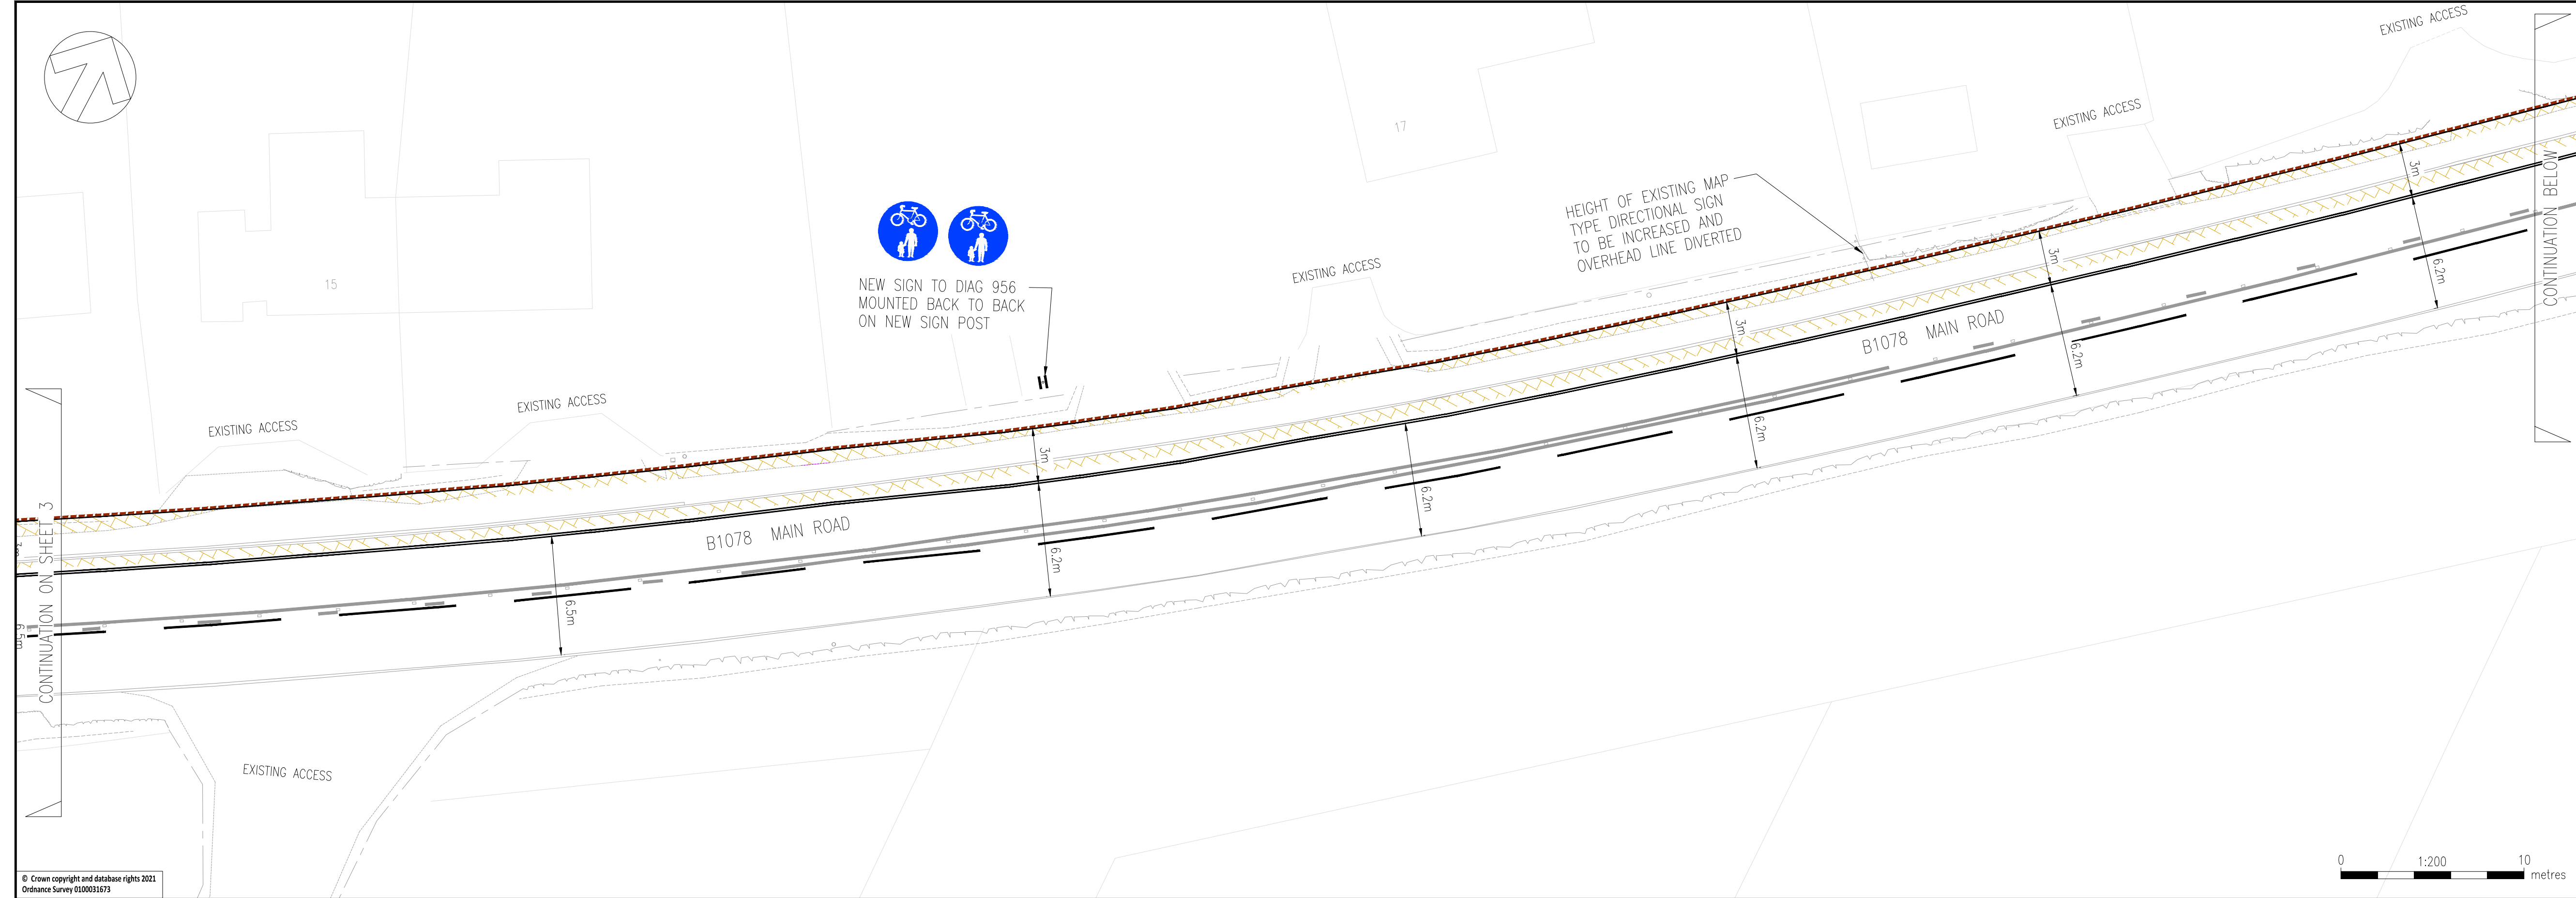 EXISTING ACCESS
EXISTING ACCESS
17
HEIGHT OF EXISTING MAP
TYPE DIRECTIONAL SIGN
TO BE INCREASED AND
OVERHEAD LINE DIVERTED
3m
CONTINUATION BELOW
15
NEW SIGN TO DIAG 956
MOUNTED BACK TO BACK
ON NEW SIGN POST
EXISTING ACCESS
3m
6.2m
3m
B1078 MAIN ROAD
6.2m
EXISTING ACCESS
EXISTING ACCESS
3m
6.2m
6.2m
B1078 MAIN ROAD
6.2m
6.5m
3m
6.5m
CONTINUATION ON SHEET 3
EXISTING ACCESS
© Crown copyright and database rights 2021
Ordnance Survey 0100031673
0 1:200 10
metres